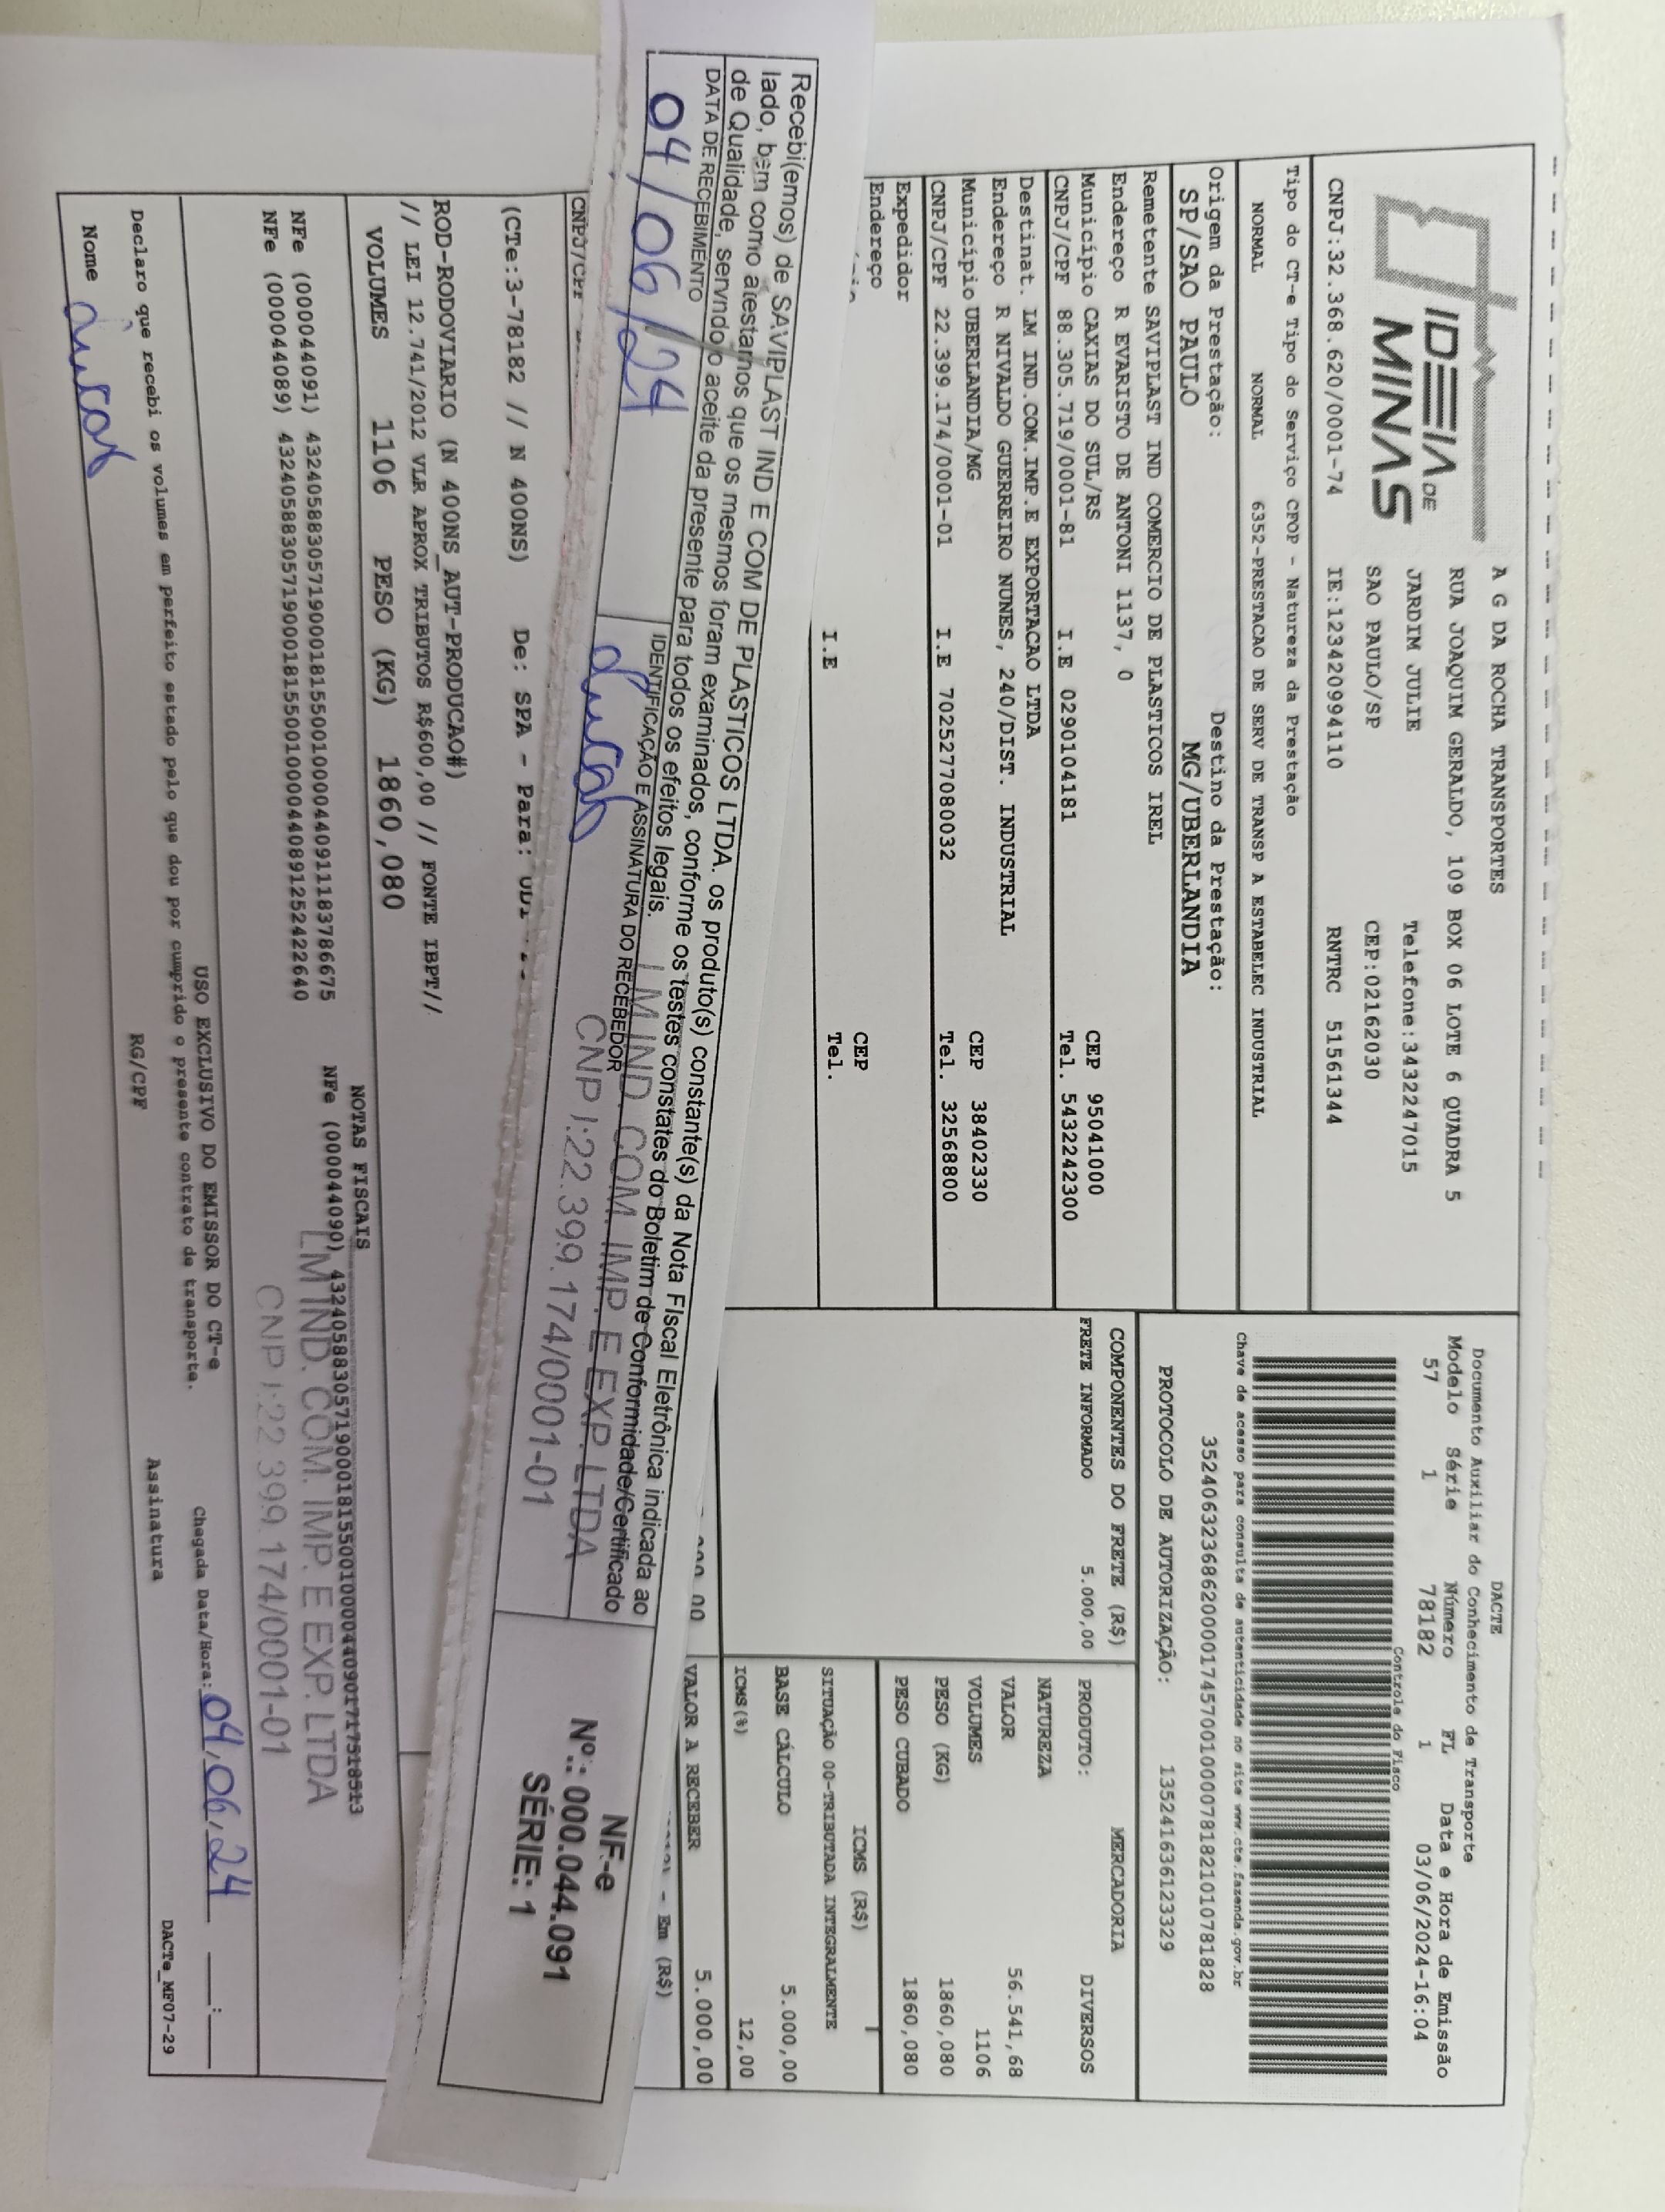 IDEIA DE
MINAS
A G DA ROCHA TRANSPORTES
RUA JOAQUIM GERALDO, 109 BOX 06 LOTE 6 QUADRA 5
JARDIM JULIE Telefone:3432247015
SAO PAULO/SP CEP:02162030
CNPJ:32.368.620/0001-74 IE:123420994110 RNTRC 51561344
Tipo do CT-e Tipo do Serviço CFOP - Natureza da Prestação
NORMAL NORMAL 6352-PRESTACAO DE SERV DE TRANSP A ESTABELEC INDUSTRIAL
Origem da Prestação: Destino da Prestação:
SP/SAO PAULO MG/UBERLANDIA
DACTE
Documento Auxiliar do Conhecimento de Transporte
Modelo Série Número FL Data e Hora de Emissão
57 1 78182 1 03/06/2024-16:04
Controle do Fisco
Chave de acesso para consulta de autenticidade no site www.cte.fazenda.gov.br
35240632368620000174570010000781821010781828
PROTOCOLO DE AUTORIZAÇÃO: 135241636123329
Remetente SAVIPLAST IND COMERCIO DE PLASTICOS IREL
Endereço R EVARISTO DE ANTONI 1137, 0
Município CAXIAS DO SUL/RS CEP 95041000
CNPJ/CPF 88.305.719/0001-81 I.E 0290104181 Tel. 5432242300
Destinat. LM IND.COM.IMP.E EXPORTACAO LTDA
Endereço R NIVALDO GUERREIRO NUNES, 240/DIST. INDUSTRIAL
Município UBERLANDIA/MG CEP 38402330
CNPJ/CPF 22.399.174/0001-01 I.E 7025277080032 Tel. 32568800
Expedidor
Endereço
CEP
I.E Tel.
COMPONENTES DO FRETE (R$)
FRETE INFORMADO 5.000,00
MERCADORIA
PRODUTO: DIVERSOS
NATUREZA
VALOR 56.541,68
VOLUMES 1106
PESO (KG) 1860,080
PESO CUBADO 1860,080
ICMS (R$)
SITUAÇÃO 00-TRIBUTADA INTEGRALMENTE
BASE CÁLCULO 5.000,00
ICMS(%) 12,00
VALOR A RECEBER 5.000,00
- Em (R$)
Recebi(emos) de SAVIPLAST IND E COM DE PLASTICOS LTDA. os produto(s) constante(s) da Nota FIscal Eletrônica indicada ao
lado, bem como atestamos que os mesmos foram examinados, conforme os testes constates do Boletim de Conformidade/Certificado
de Qualidade, servndo o aceite da presente para todos os efeitos legais.
DATA DE RECEBIMENTO IDENTIFICAÇÃO E ASSINATURA DO RECEBEDOR
04/06/24
LM IND. COM. IMP. E EXP. LTDA
CNPJ:22.399.174/0001-01
NF-e
Nº.: 000.044.091
SÉRIE: 1
CNPJ/CPF
(CTe:3-78182 // N 400NS) De: SPA - Para:
ROD-RODOVIARIO (N 400NS_AUT-PRODUCAO#)
// LEI 12.741/2012 VLR APROX TRIBUTOS R$600,00 // FONTE IBPT//
VOLUMES 1106 PESO (KG) 1860,080
NOTAS FISCAIS
NFe (000044091) 43240588305719000181550010000440911183786675 NFe (000044090)
NFe (000044089) 43240588305719000181550010000440891252422640
LM IND. COM. IMP. E EXP. LTDA
CNPJ:22.399.174/0001-01
USO EXCLUSIVO DO EMISSOR DO CT-e
Declaro que recebi os volumes em perfeito estado pelo que dou por cumprido o presente contrato de transporte.
Chegada Data/Hora: 04/06/24 __:__
Nome RG/CPF Assinatura
DACTe_MF07-29